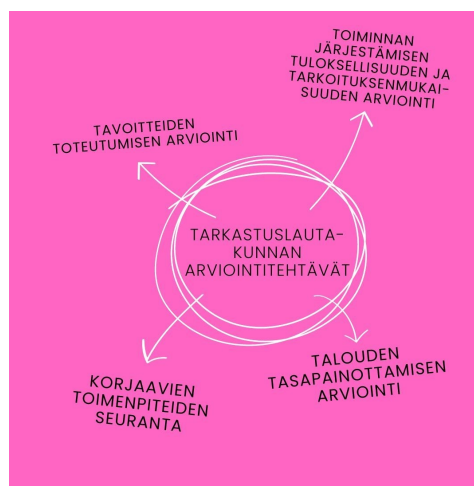 TOIMINNAN
JÄRJESTÄMISEN
TULOKSELLISUUDEN JA
TARKOITUKSENMUKAI-
SUUDEN ARVIOINTI
TAVOITTEIDEN
TOTEUTUMISEN ARVIOINTI
TARKASTUSLAUTA-
KUNNAN
ARVIOINTITEHTÄVÄT
KORJAAVIEN
TOIMENPITEIDEN
SEURANTA
TALOUDEN
TASAPAINOTTAMISEN
ARVIOINTI